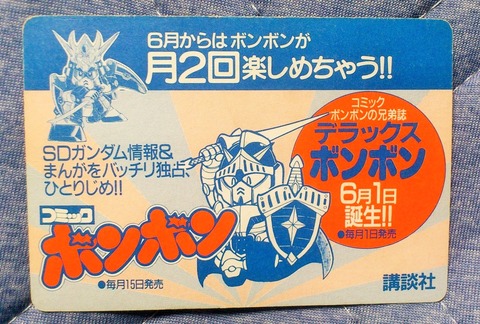 6月からはボンボンが
月2回楽しめちゃう!!
コミック
ボンボンの兄弟誌
デラックス
ボンボン
6月1日
誕生!!
●毎月1日発売
SDガンダム情報&
まんがをバッチリ独占、
ひとりじめ!!
コミック
ボンボン
●毎月15日発売
講談社